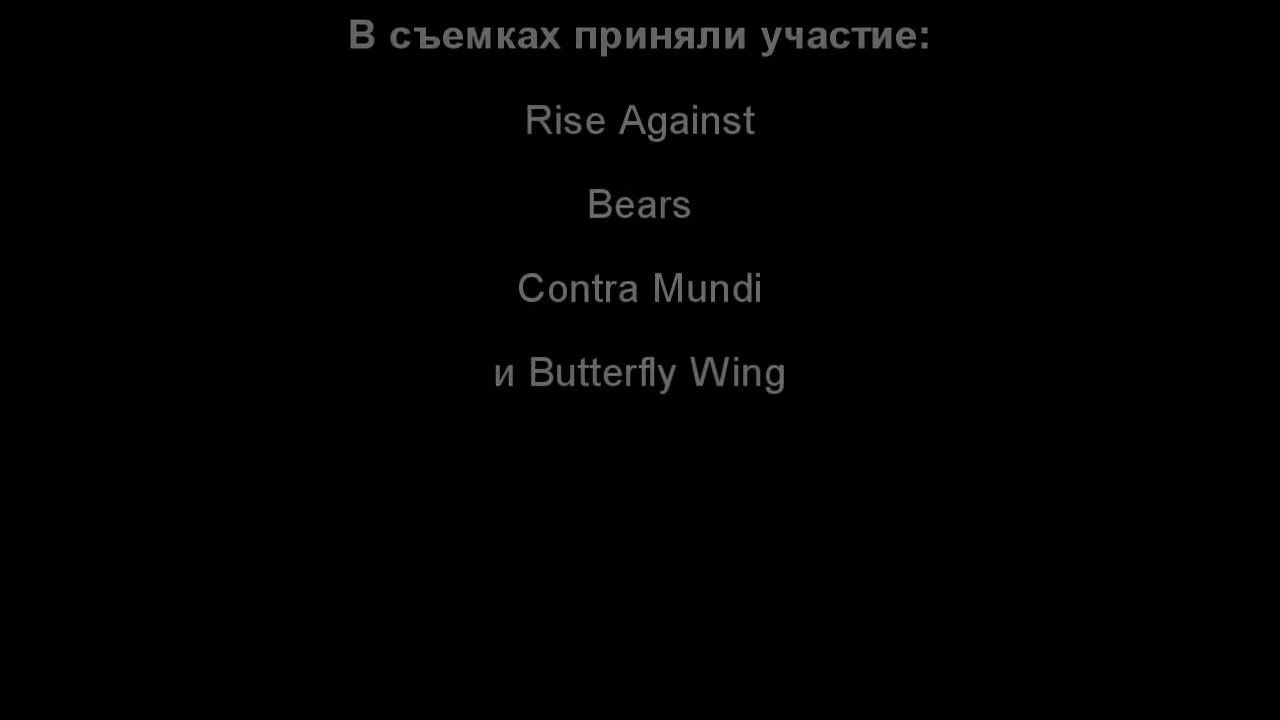 В съемках приняли участие:
Rise Against
Bears
Contra Mundi
и Butterfly Wing